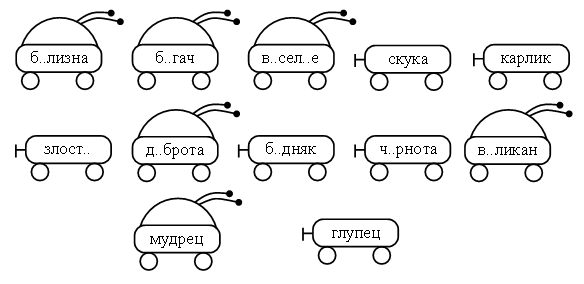 б..лизна б..гач в..сел..е скука карлик
злост.. д..брота б..дняк ч..рнота в..ликан
мудрец глупец